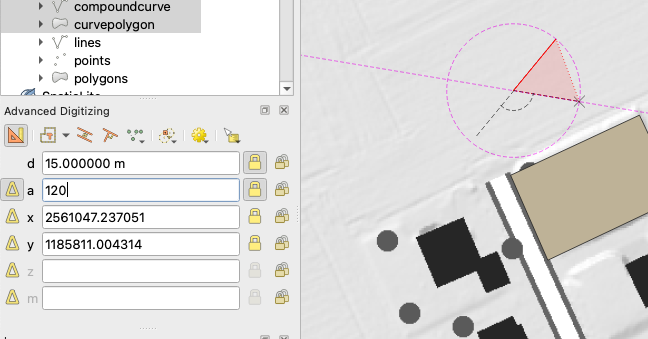 compoundcurve
curvepolygon
lines
points
polygons
SpatiaLite
Advanced Digitizing
d 15.000000 m
a 120
x 2561047.237051
y 1185811.004314
z
m